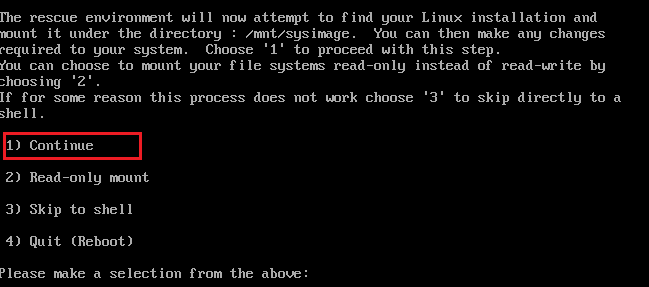 The rescue environment will now attempt to find your Linux installation and
mount it under the directory : /mnt/sysimage.  You can then make any changes
required to your system.  Choose '1' to proceed with this step.
You can choose to mount your file systems read-only instead of read-write by
choosing '2'.
If for some reason this process does not work choose '3' to skip directly to a
shell.
1) Continue
2) Read-only mount
3) Skip to shell
4) Quit (Reboot)
Please make a selection from the above: